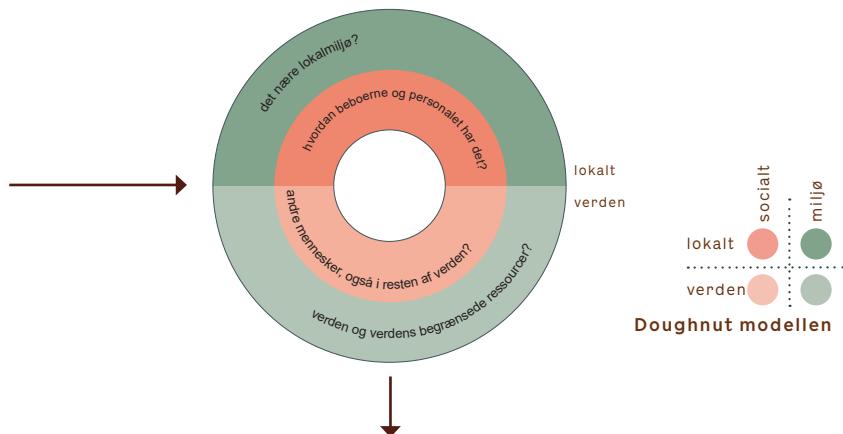 det nære lokalmiljø?
hvordan beboerne og personalet har det?
lokalt
verden
andre mennesker, også i resten af verden?
verden og verdens begrænsede ressourcer?
socialt
miljø
lokalt
verden
Doughnut modellen